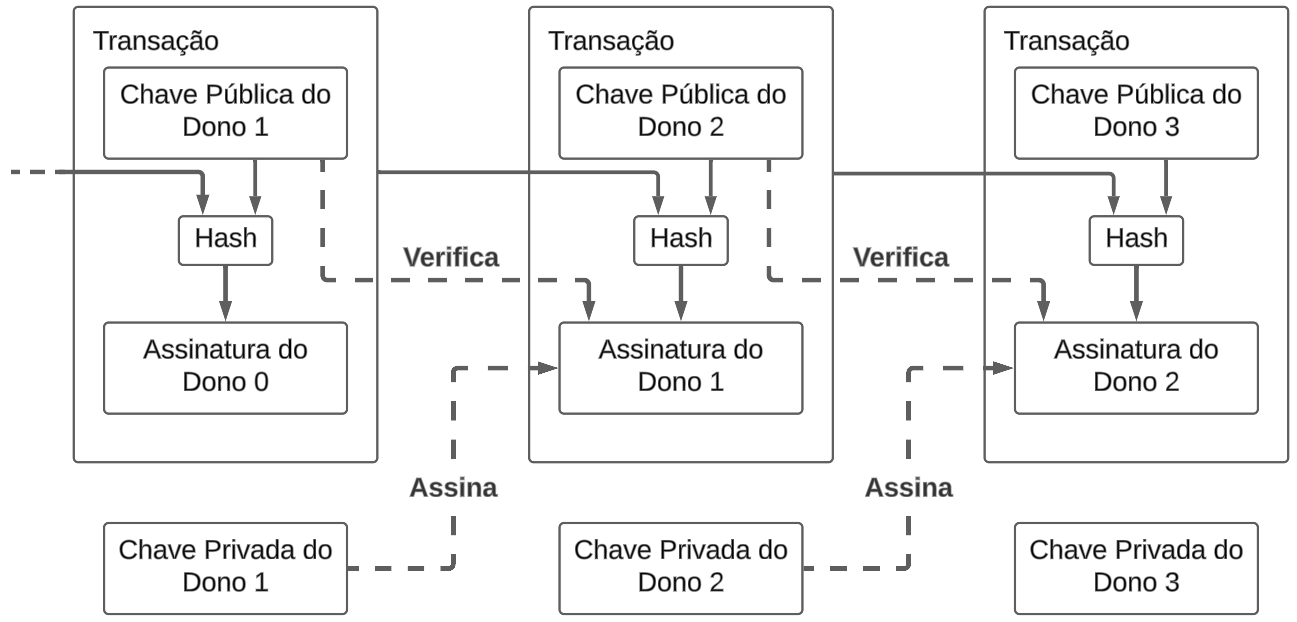 Transação
Chave Pública do
Dono 1
Hash
Assinatura do
Dono 0
Transação
Chave Pública do
Dono 2
Hash
Assinatura do
Dono 1
Transação
Chave Pública do
Dono 3
Hash
Assinatura do
Dono 2
Verifica
Verifica
Assina
Assina
Chave Privada do
Dono 1
Chave Privada do
Dono 2
Chave Privada do
Dono 3